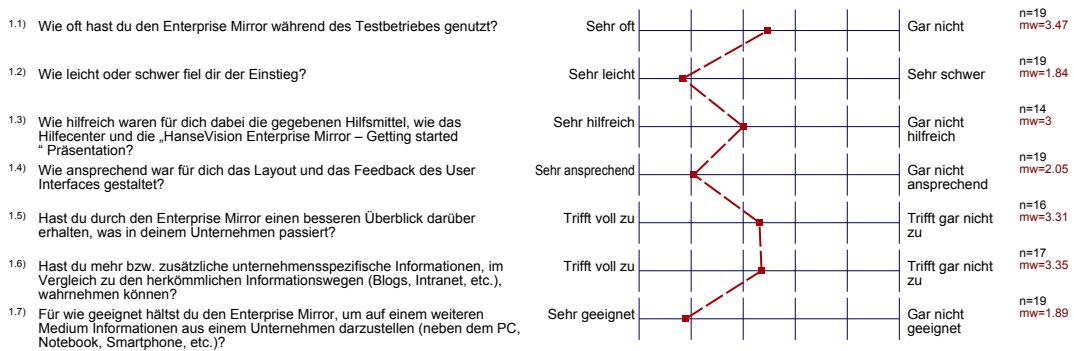 1.1) Wie oft hast du den Enterprise Mirror während des Testbetriebes genutzt? Sehr oft Gar nicht n=19
mw=3.47
1.2) Wie leicht oder schwer fiel dir der Einstieg? Sehr leicht Sehr schwer n=19
mw=1.84
1.3) Wie hilfreich waren für dich dabei die gegebenen Hilfsmittel, wie das
Hilfecenter und die „HanseVision Enterprise Mirror – Getting started
“ Präsentation?
Sehr hilfreich
Gar nicht
hilfreich
n=14
mw=3
1.4) Wie ansprechend war für dich das Layout und das Feedback des User
Interfaces gestaltet?
Sehr ansprechend
Gar nicht
ansprechend
n=19
mw=2.05
1.5) Hast du durch den Enterprise Mirror einen besseren Überblick darüber
erhalten, was in deinem Unternehmen passiert?
Trifft voll zu
Trifft gar nicht
zu
n=16
mw=3.31
1.6) Hast du mehr bzw. zusätzliche unternehmensspezifische Informationen, im
Vergleich zu den herkömmlichen Informationswegen (Blogs, Intranet, etc.),
wahrnehmen können?
Trifft voll zu
Trifft gar nicht
zu
n=17
mw=3.35
1.7) Für wie geeignet hältst du den Enterprise Mirror, um auf einem weiteren
Medium Informationen aus einem Unternehmen darzustellen (neben dem PC,
Notebook, Smartphone, etc.)?
Sehr geeignet
Gar nicht
geeignet
n=19
mw=1.89